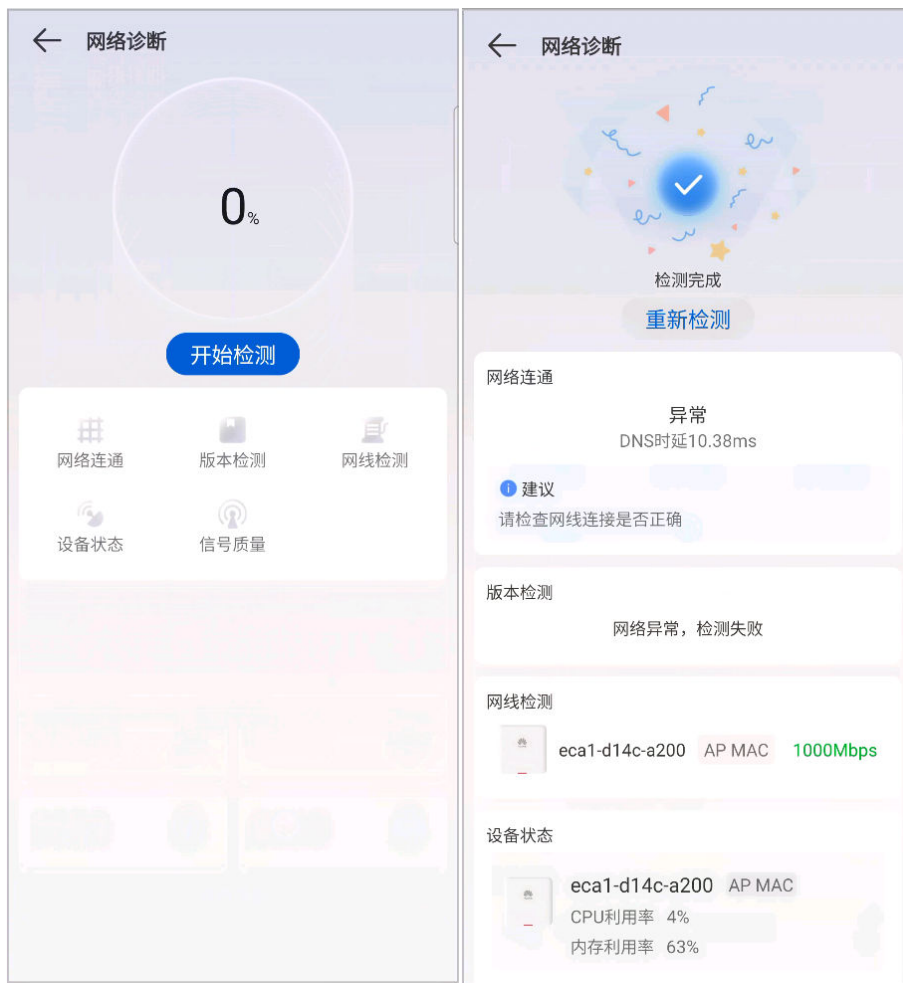 网络诊断
0%
开始检测
网络连通 版本检测 网线检测
设备状态 信号质量
网络诊断
检测完成
重新检测
网络连通
异常
DNS时延10.38ms
建议
请检查网线连接是否正确
版本检测
网络异常，检测失败
网线检测
eca1-d14c-a200 AP MAC 1000Mbps
设备状态
eca1-d14c-a200 AP MAC
CPU利用率 4%
内存利用率 63%